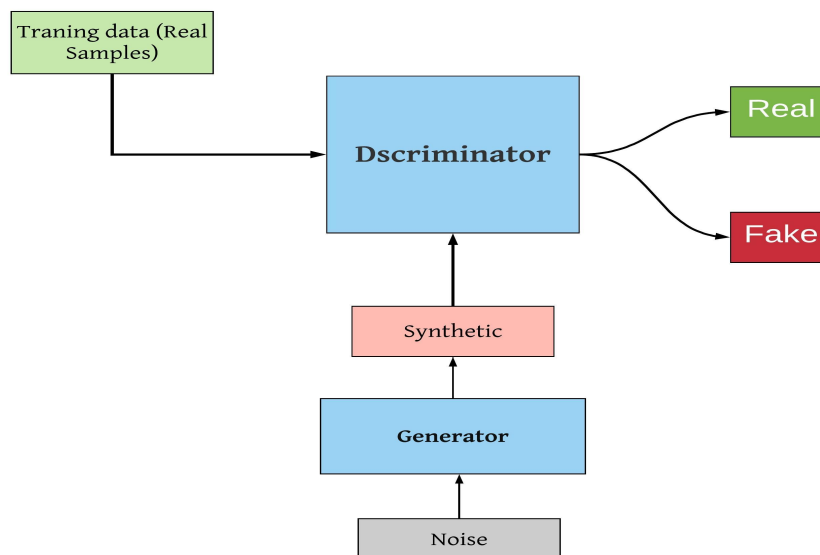 Traning data (Real
Samples)
Dscriminator
Real
Fake
Synthetic
Generator
Noise